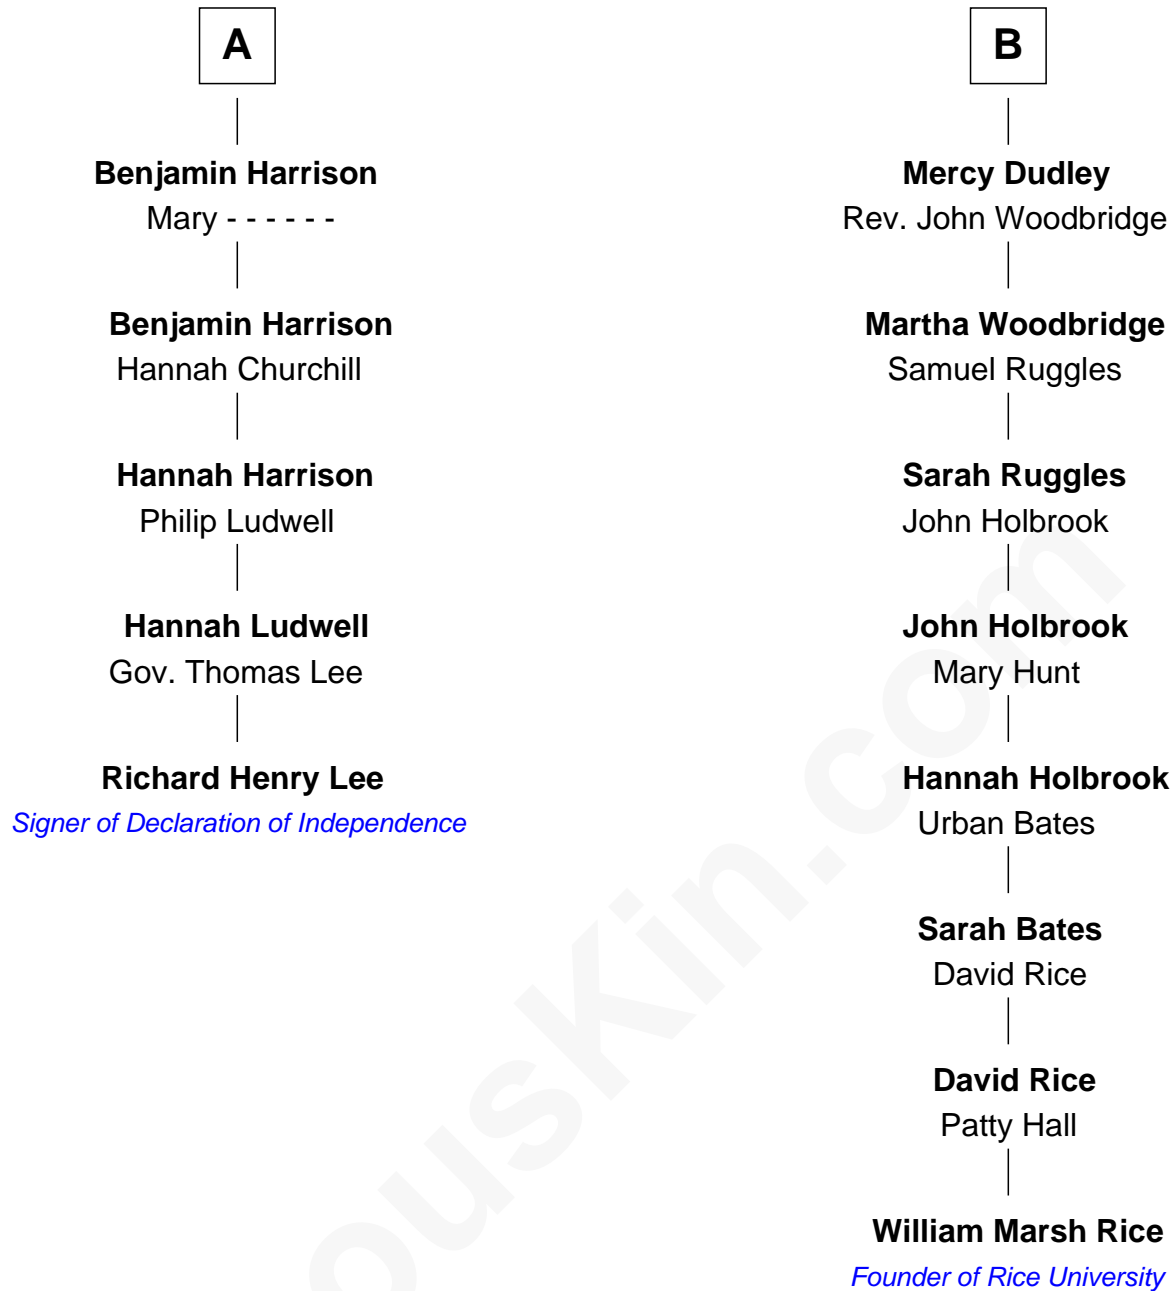 A
Benjamin Harrison
Mary - - - - - -
Benjamin Harrison
Hannah Churchill
Hannah Harrison
Philip Ludwell
Hannah Ludwell
Gov. Thomas Lee
Richard Henry Lee
Signer of Declaration of Independence
B
Mercy Dudley
Rev. John Woodbridge
Martha Woodbridge
Samuel Ruggles
Sarah Ruggles
John Holbrook
John Holbrook
Mary Hunt
Hannah Holbrook
Urban Bates
Sarah Bates
David Rice
David Rice
Patty Hall
William Marsh Rice
Founder of Rice University
ousKin.com